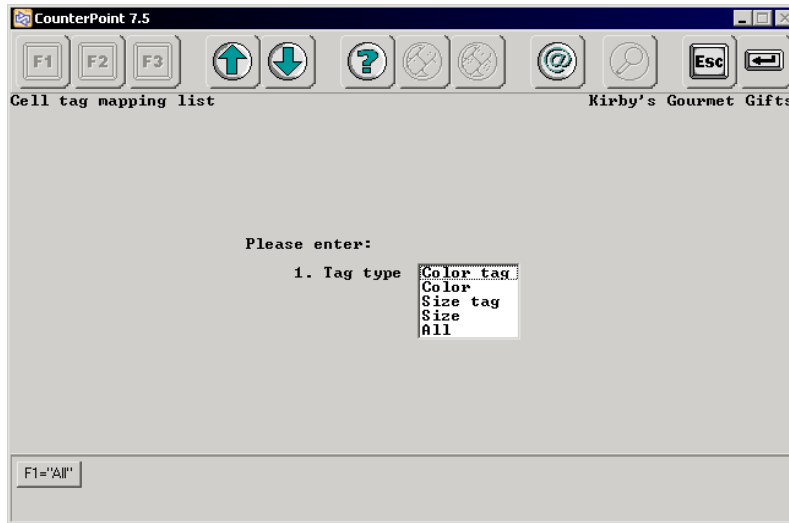 CounterPoint 7.5
F1 F2 F3 ? @ Esc
Cell tag mapping list Kirby's Gourmet Gifts
Please enter:
1. Tag type Color tag
Color
Size tag
Size
All
F1="All"